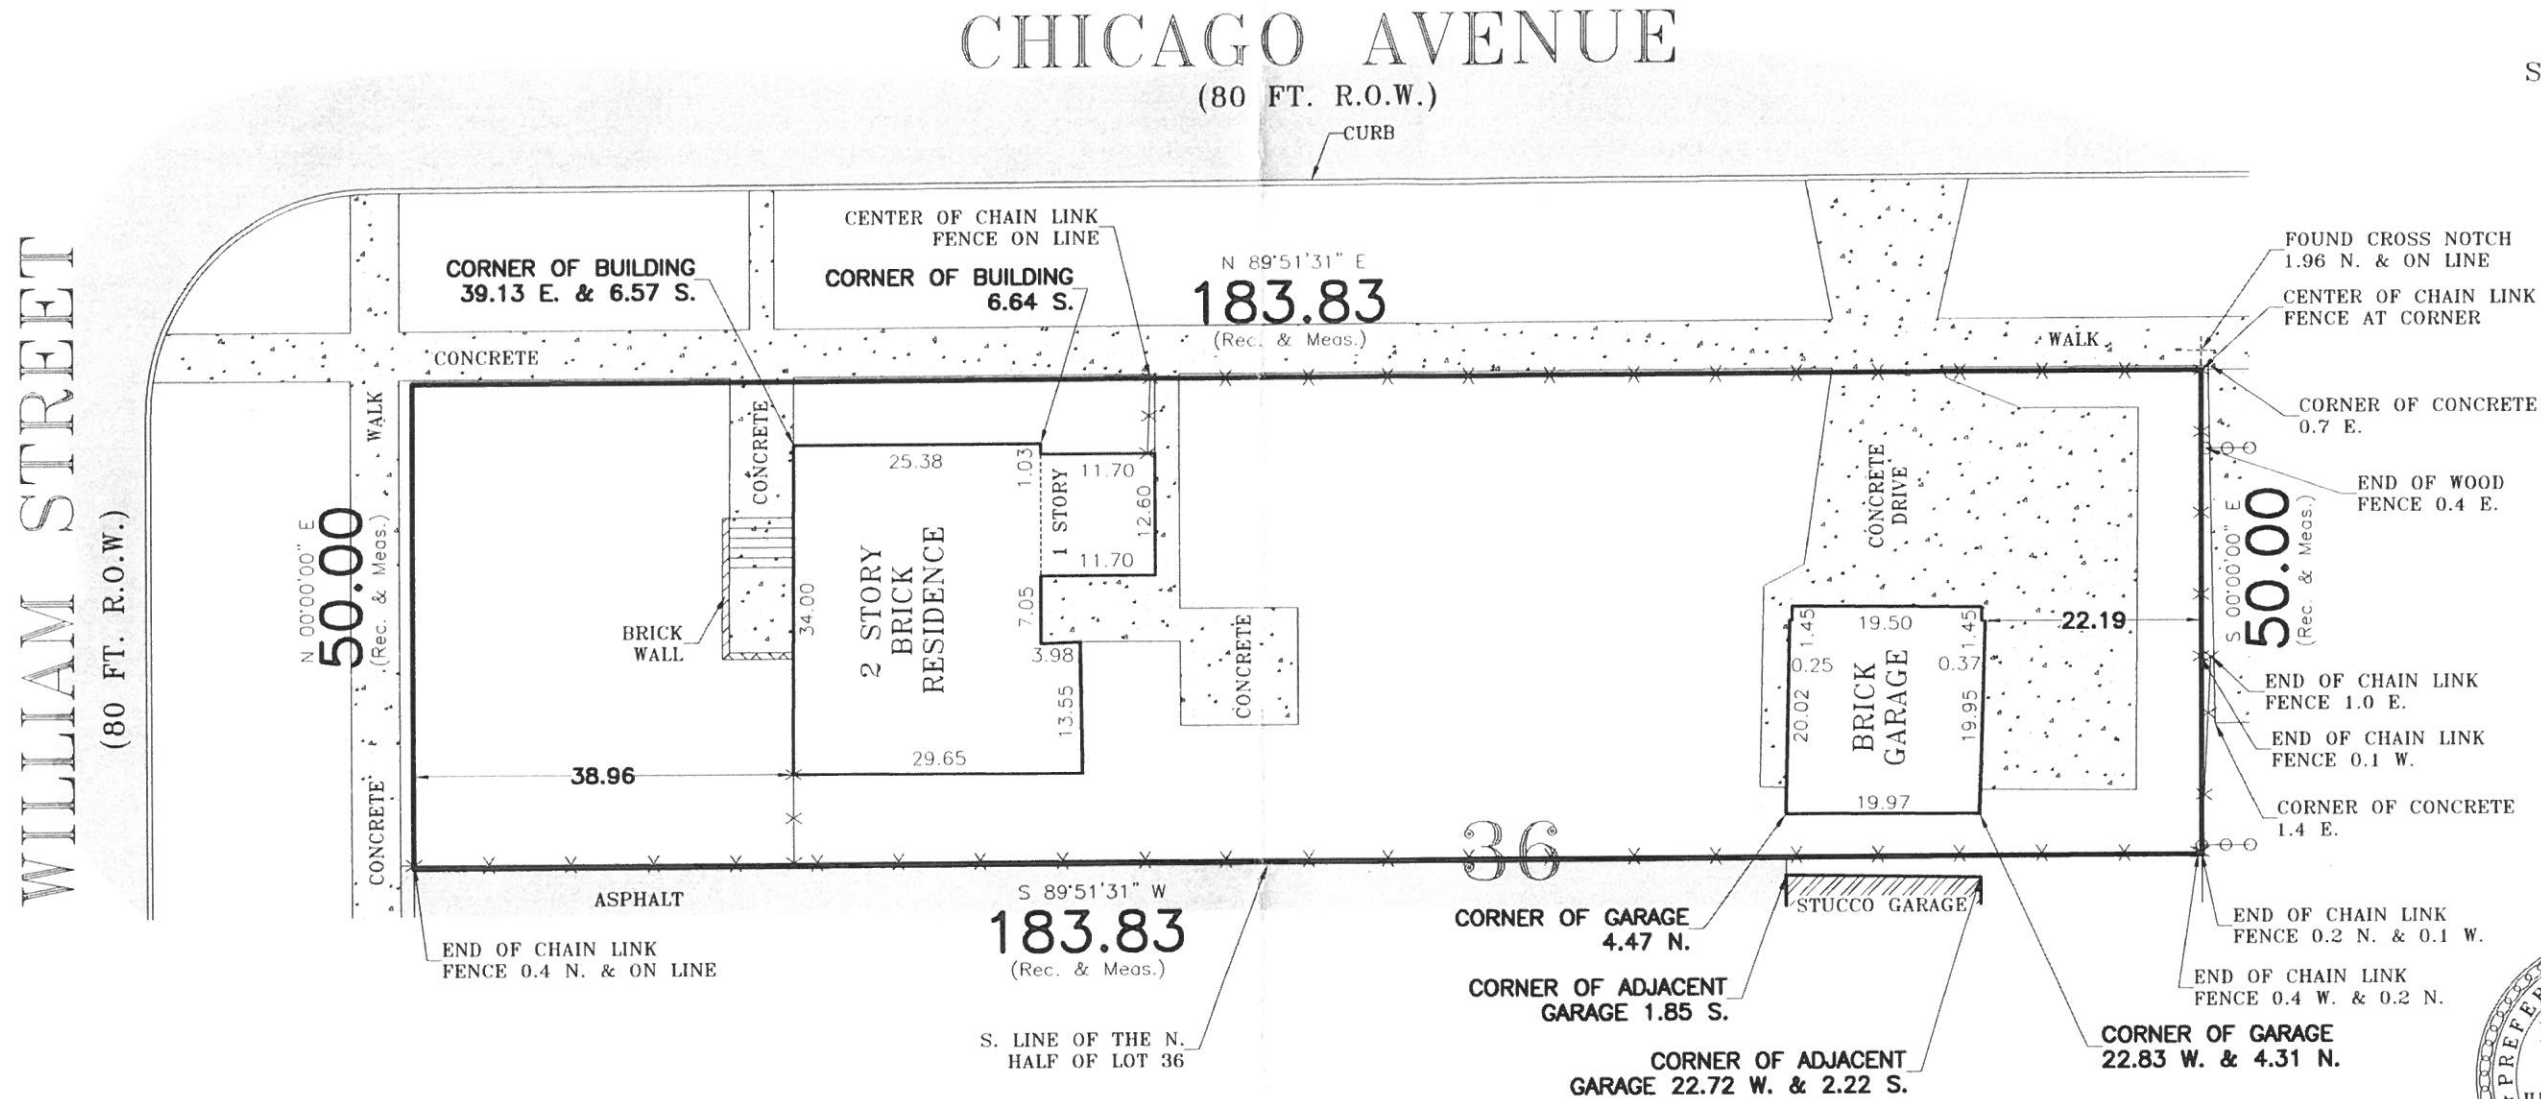 CHICAGO AVENUE
(80 FT. R.O.W.)
S
CURB
WILLIAM STREET
(80 FT. R.O.W.)
CENTER OF CHAIN LINK
FENCE ON LINE
CORNER OF BUILDING
39.13 E. & 6.57 S.
CORNER OF BUILDING
6.64 S.
N 89°51'31" E
183.83
(Rec. & Meas.)
FOUND CROSS NOTCH
1.96 N. & ON LINE
CENTER OF CHAIN LINK
FENCE AT CORNER
CONCRETE
WALK
CORNER OF CONCRETE
0.7 E.
WALK
CONCRETE
N 00°00'00" E
50.00
(Rec. & Meas.)
CONCRETE
BRICK
WALL
34.00
25.38
1.03
11.70
1 STORY
12.60
11.70
7.05
3.98
13.55
29.65
2 STORY
BRICK
RESIDENCE
38.96
CONCRETE
CONCRETE
DRIVE
1.45
19.50
1.45
0.25
0.37
20.02
19.95
BRICK
GARAGE
19.97
22.19
END OF WOOD
FENCE 0.4 E.
S 00°00'00" E
50.00
(Rec. & Meas.)
END OF CHAIN LINK
FENCE 1.0 E.
END OF CHAIN LINK
FENCE 0.1 W.
CORNER OF CONCRETE
1.4 E.
36
ASPHALT
S 89°51'31" W
183.83
(Rec. & Meas.)
END OF CHAIN LINK
FENCE 0.4 N. & ON LINE
S. LINE OF THE N.
HALF OF LOT 36
STUCCO GARAGE
CORNER OF GARAGE
4.47 N.
CORNER OF ADJACENT
GARAGE 1.85 S.
CORNER OF ADJACENT
GARAGE 22.72 W. & 2.22 S.
CORNER OF GARAGE
22.83 W. & 4.31 N.
END OF CHAIN LINK
FENCE 0.2 N. & 0.1 W.
END OF CHAIN LINK
FENCE 0.4 W. & 0.2 N.